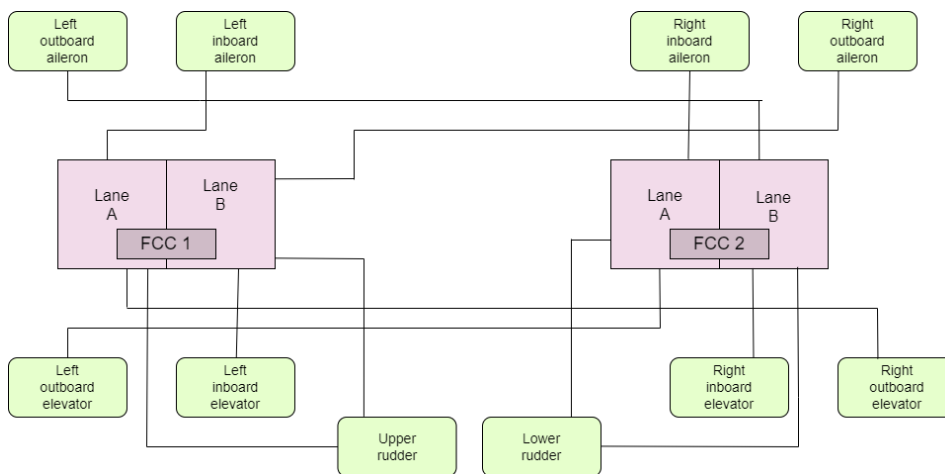 Left
outboard
aileron
Left
inboard
aileron
Right
inboard
aileron
Right
outboard
aileron
Lane
A
Lane
B
FCC 1
Lane
A
Lane
B
FCC 2
Left
outboard
elevator
Left
inboard
elevator
Right
inboard
elevator
Right
outboard
elevator
Upper
rudder
Lower
rudder